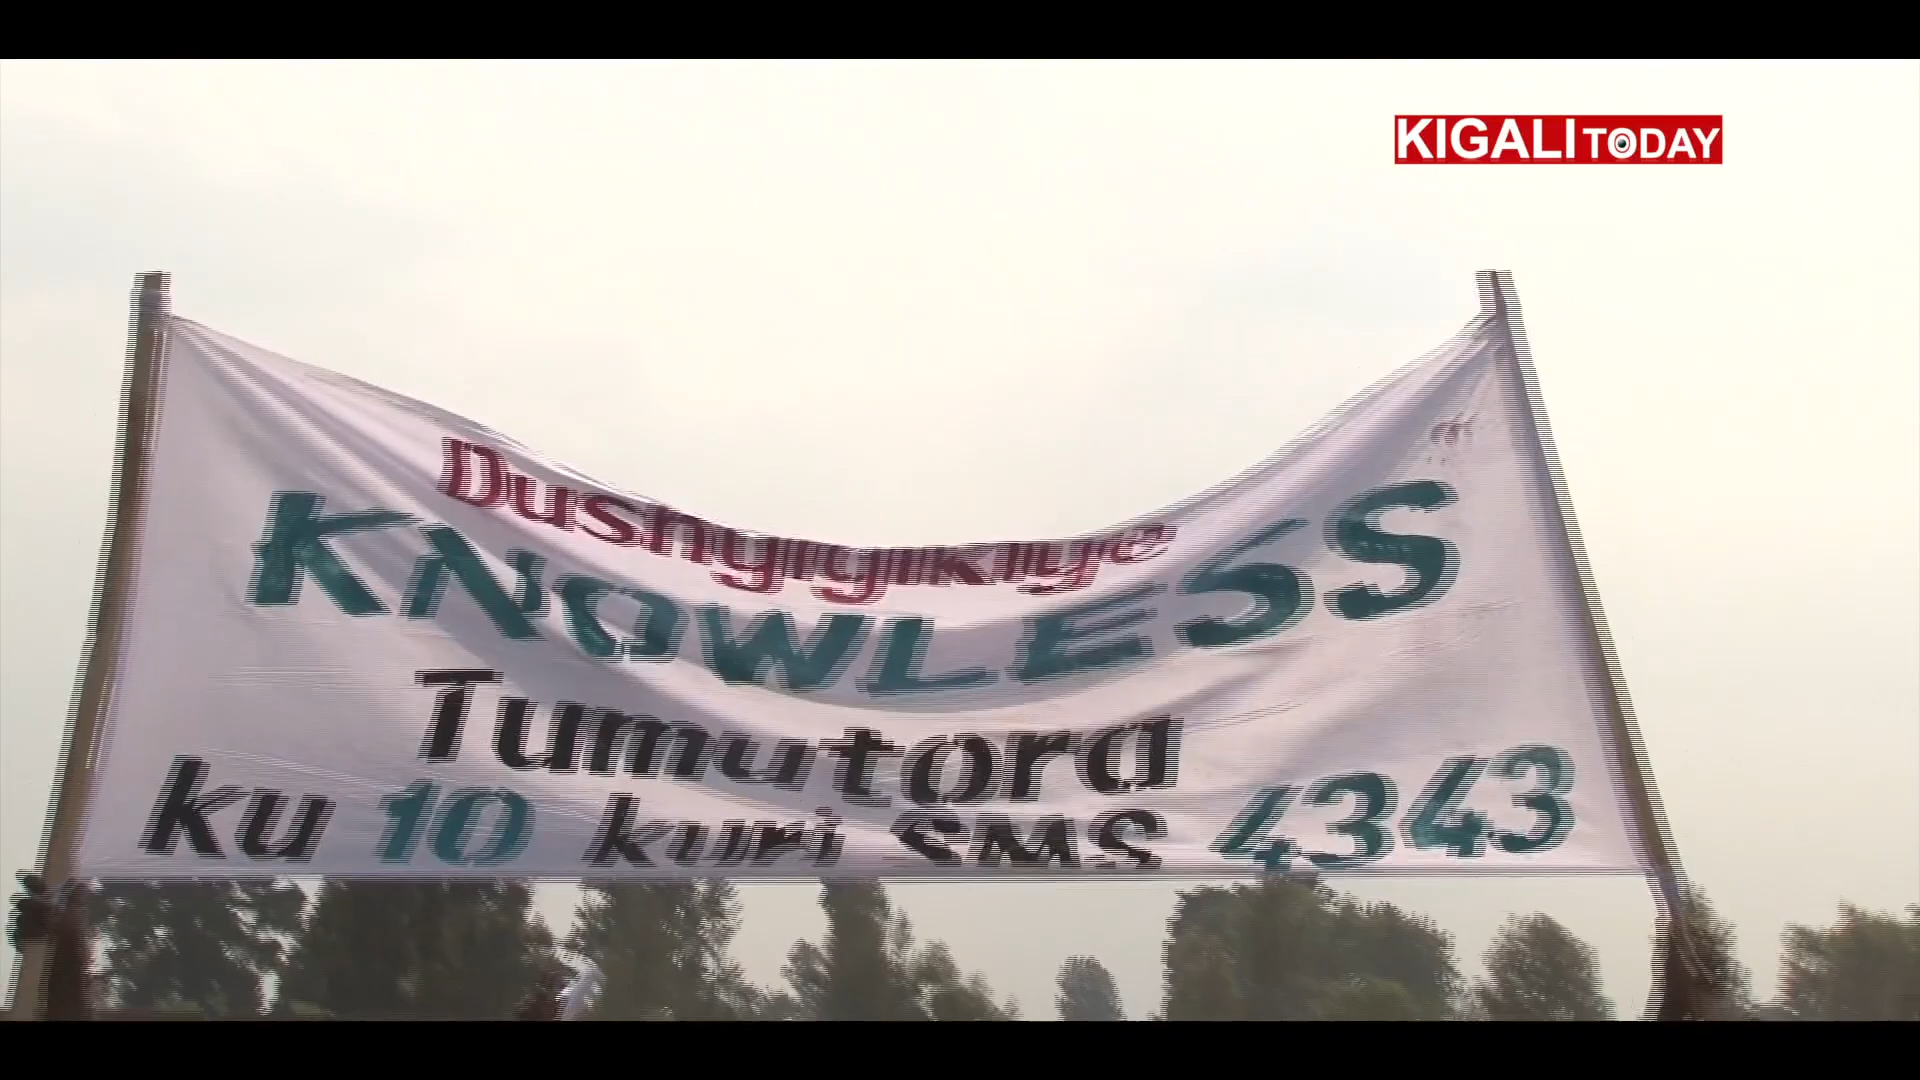 KIGALI TODAY
Dushyigikiye
KNOWLESS
Tumutora
ku 10 kuri SMS 4343